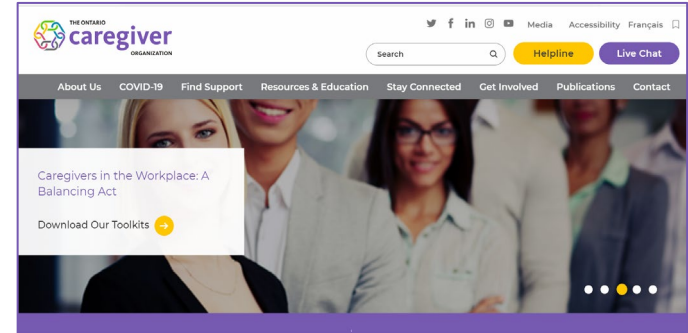 THE ONTARIO
caregiver
ORGANIZATION
Media Accessibility Français
Search
Helpline
Live Chat
About Us COVID-19 Find Support Resources & Education Stay Connected Get Involved Publications Contact
Caregivers in the Workplace: A
Balancing Act
Download Our Toolkits